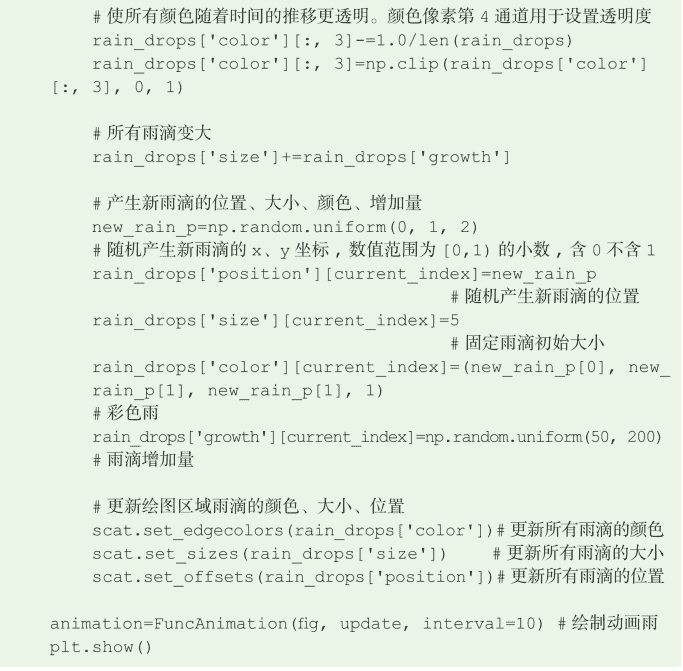 # 使所有颜色随着时间的推移更透明。颜色像素第 4 通道用于设置透明度
rain_drops['color'][:, 3]-=1.0/len(rain_drops)
rain_drops['color'][:, 3]=np.clip(rain_drops['color']
[:, 3], 0, 1)
# 所有雨滴变大
rain_drops['size']+=rain_drops['growth']
# 产生新雨滴的位置、大小、颜色、增加量
new_rain_p=np.random.uniform(0, 1, 2)
# 随机产生新雨滴的 x、y 坐标，数值范围为 [0,1) 的小数，含 0 不含 1
rain_drops['position'][current_index]=new_rain_p
# 随机产生新雨滴的位置
rain_drops['size'][current_index]=5
# 固定雨滴初始大小
rain_drops['color'][current_index]=(new_rain_p[0], new_
rain_p[1], new_rain_p[1], 1)
# 彩色雨
rain_drops['growth'][current_index]=np.random.uniform(50, 200)
# 雨滴增加量
# 更新绘图区域雨滴的颜色、大小、位置
scat.set_edgecolors(rain_drops['color'])# 更新所有雨滴的颜色
scat.set_sizes(rain_drops['size']) # 更新所有雨滴的大小
scat.set_offsets(rain_drops['position'])# 更新所有雨滴的位置
animation=FuncAnimation(fig, update, interval=10) # 绘制动画雨
plt.show()